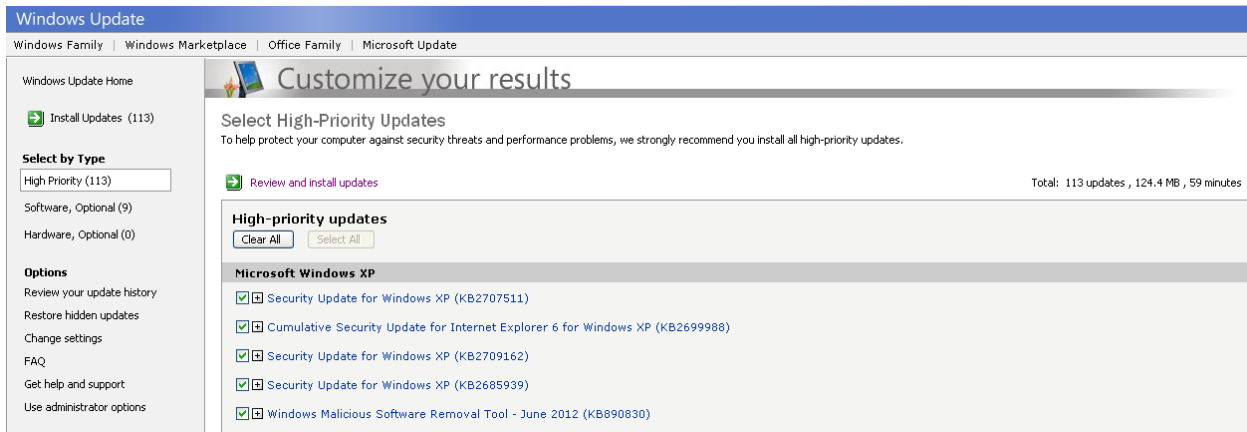 Windows Update
Windows Family | Windows Marketplace | Office Family | Microsoft Update
Windows Update Home
Install Updates (113)
Select by Type
High Priority (113)
Software, Optional (9)
Hardware, Optional (0)
Options
Review your update history
Restore hidden updates
Change settings
FAQ
Get help and support
Use administrator options
Customize your results
Select High-Priority Updates
To help protect your computer against security threats and performance problems, we strongly recommend you install all high-priority updates.
Review and install updates
Total: 113 updates , 124.4 MB , 59 minutes
High-priority updates
Clear All
Select All
Microsoft Windows XP
Security Update for Windows XP (KB2707511)
Cumulative Security Update for Internet Explorer 6 for Windows XP (KB2699988)
Security Update for Windows XP (KB2709162)
Security Update for Windows XP (KB2685939)
Windows Malicious Software Removal Tool - June 2012 (KB890830)